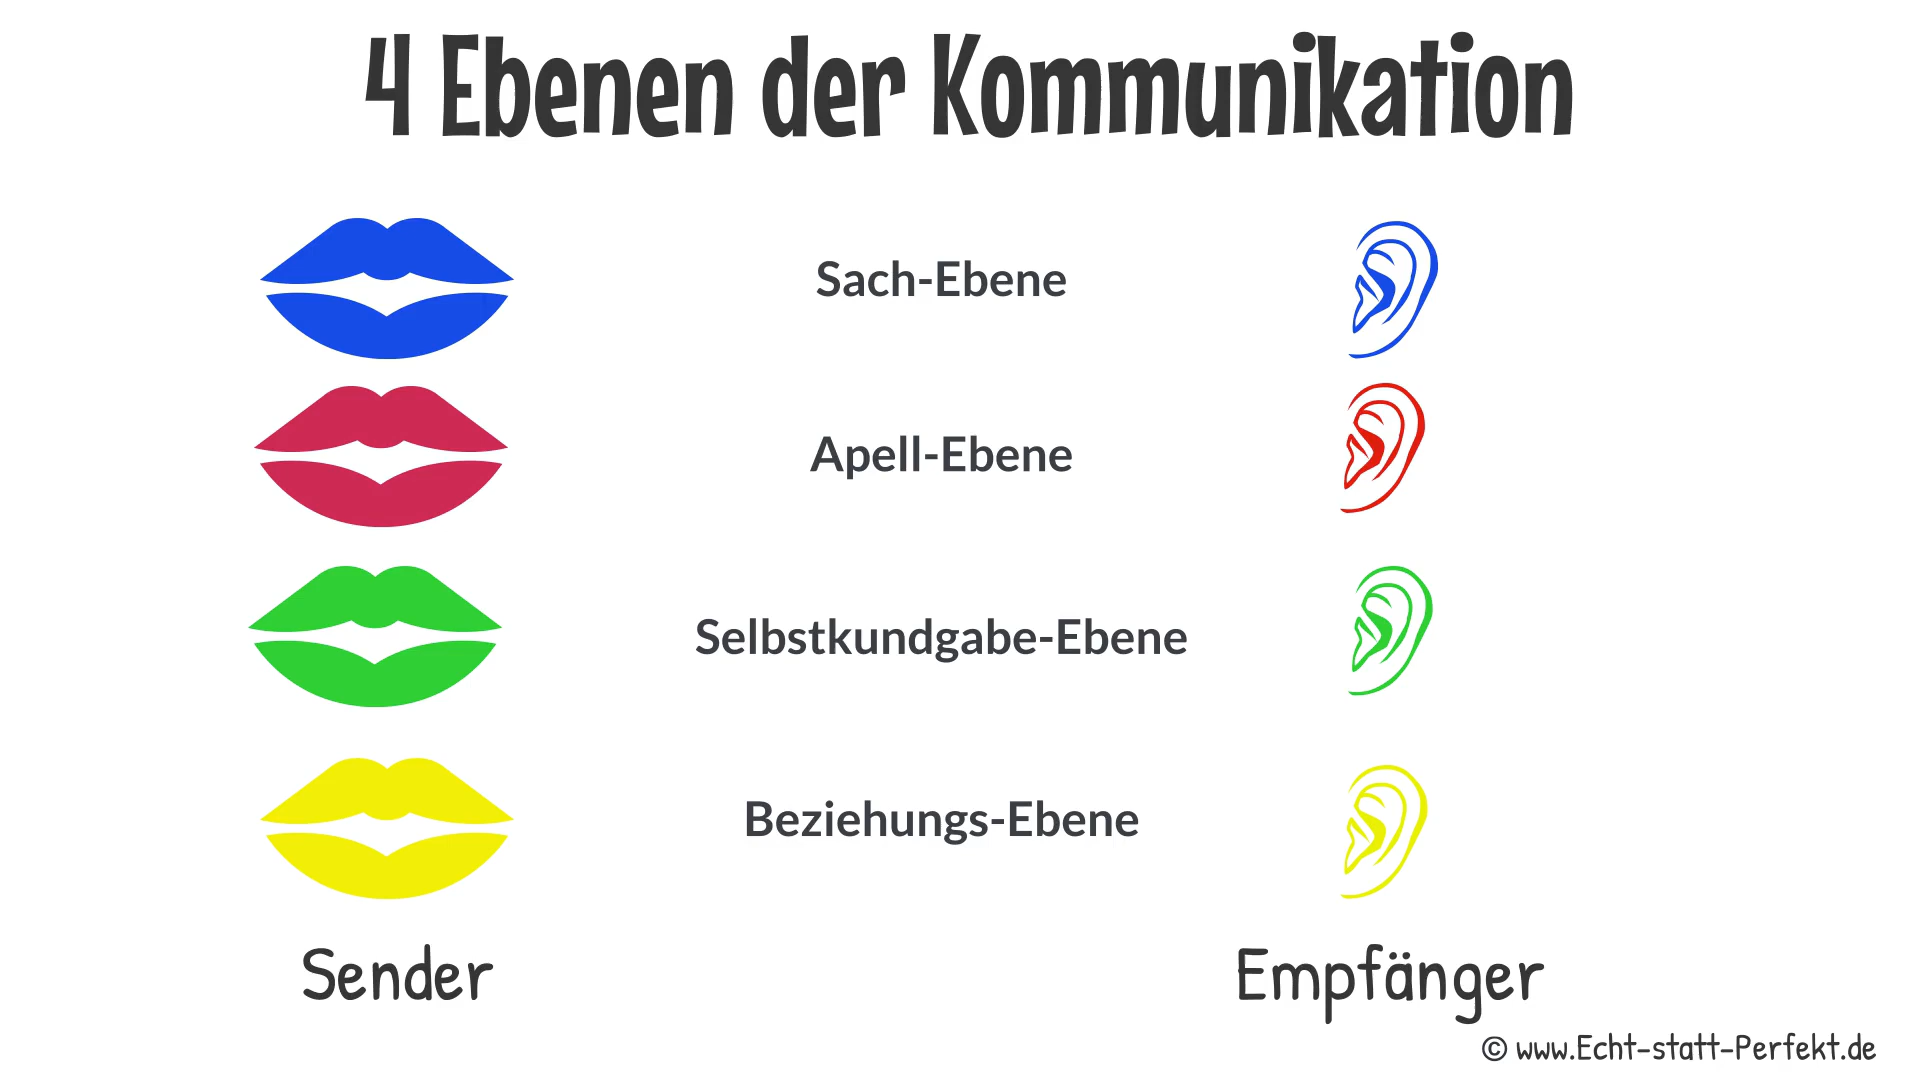 4 Ebenen der Kommunikation
Sach-Ebene
Apell-Ebene
Selbstkundgabe-Ebene
Beziehungs-Ebene
Sender
Empfänger
© www.Echt-statt-Perfekt.de